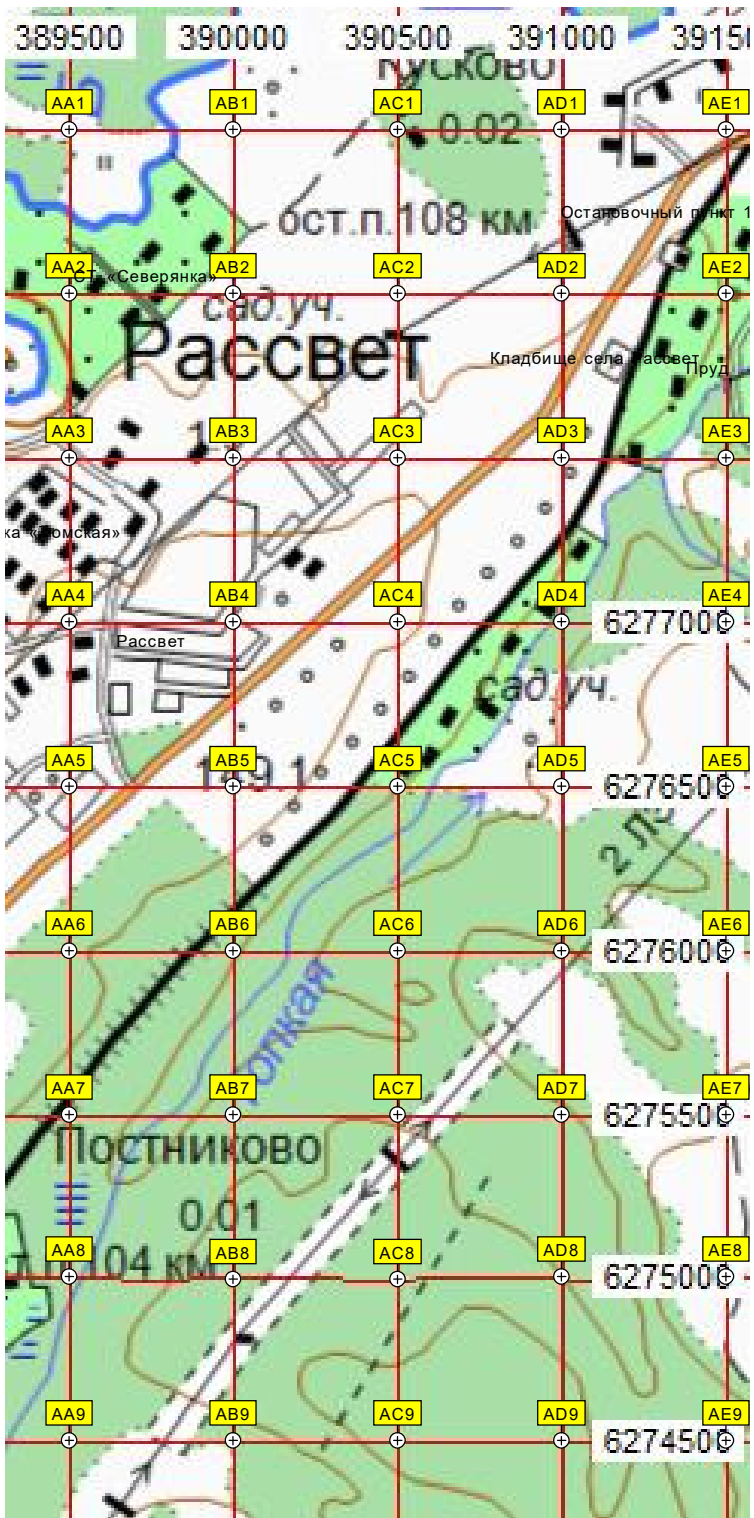 389500 390000 390500 391000 3915
Кусково
AA1 AB1 AC1 AD1 AE1
0.02
ост.п.108 км
Остановочный пункт 1
AA2 AB2 AC2 AD2 AE2
СТ «Северянка»
сад.уч.
Рассвет
Кладбище села Рассвет
Пруд
AA3 AB3 AC3 AD3 AE3
AA4 AB4 AC4 AD4 AE4
6277000
Рассвет
сад.уч.
AA5 AB5 AC5 AD5 AE5
6276500
AA6 AB6 AC6 AD6 AE6
6276000
AA7 AB7 AC7 AD7 AE7
6275500
Постниково
0.01
AA8 AB8 AC8 AD8 AE8
104 км
6275000
AA9 AB9 AC9 AD9 AE9
6274500